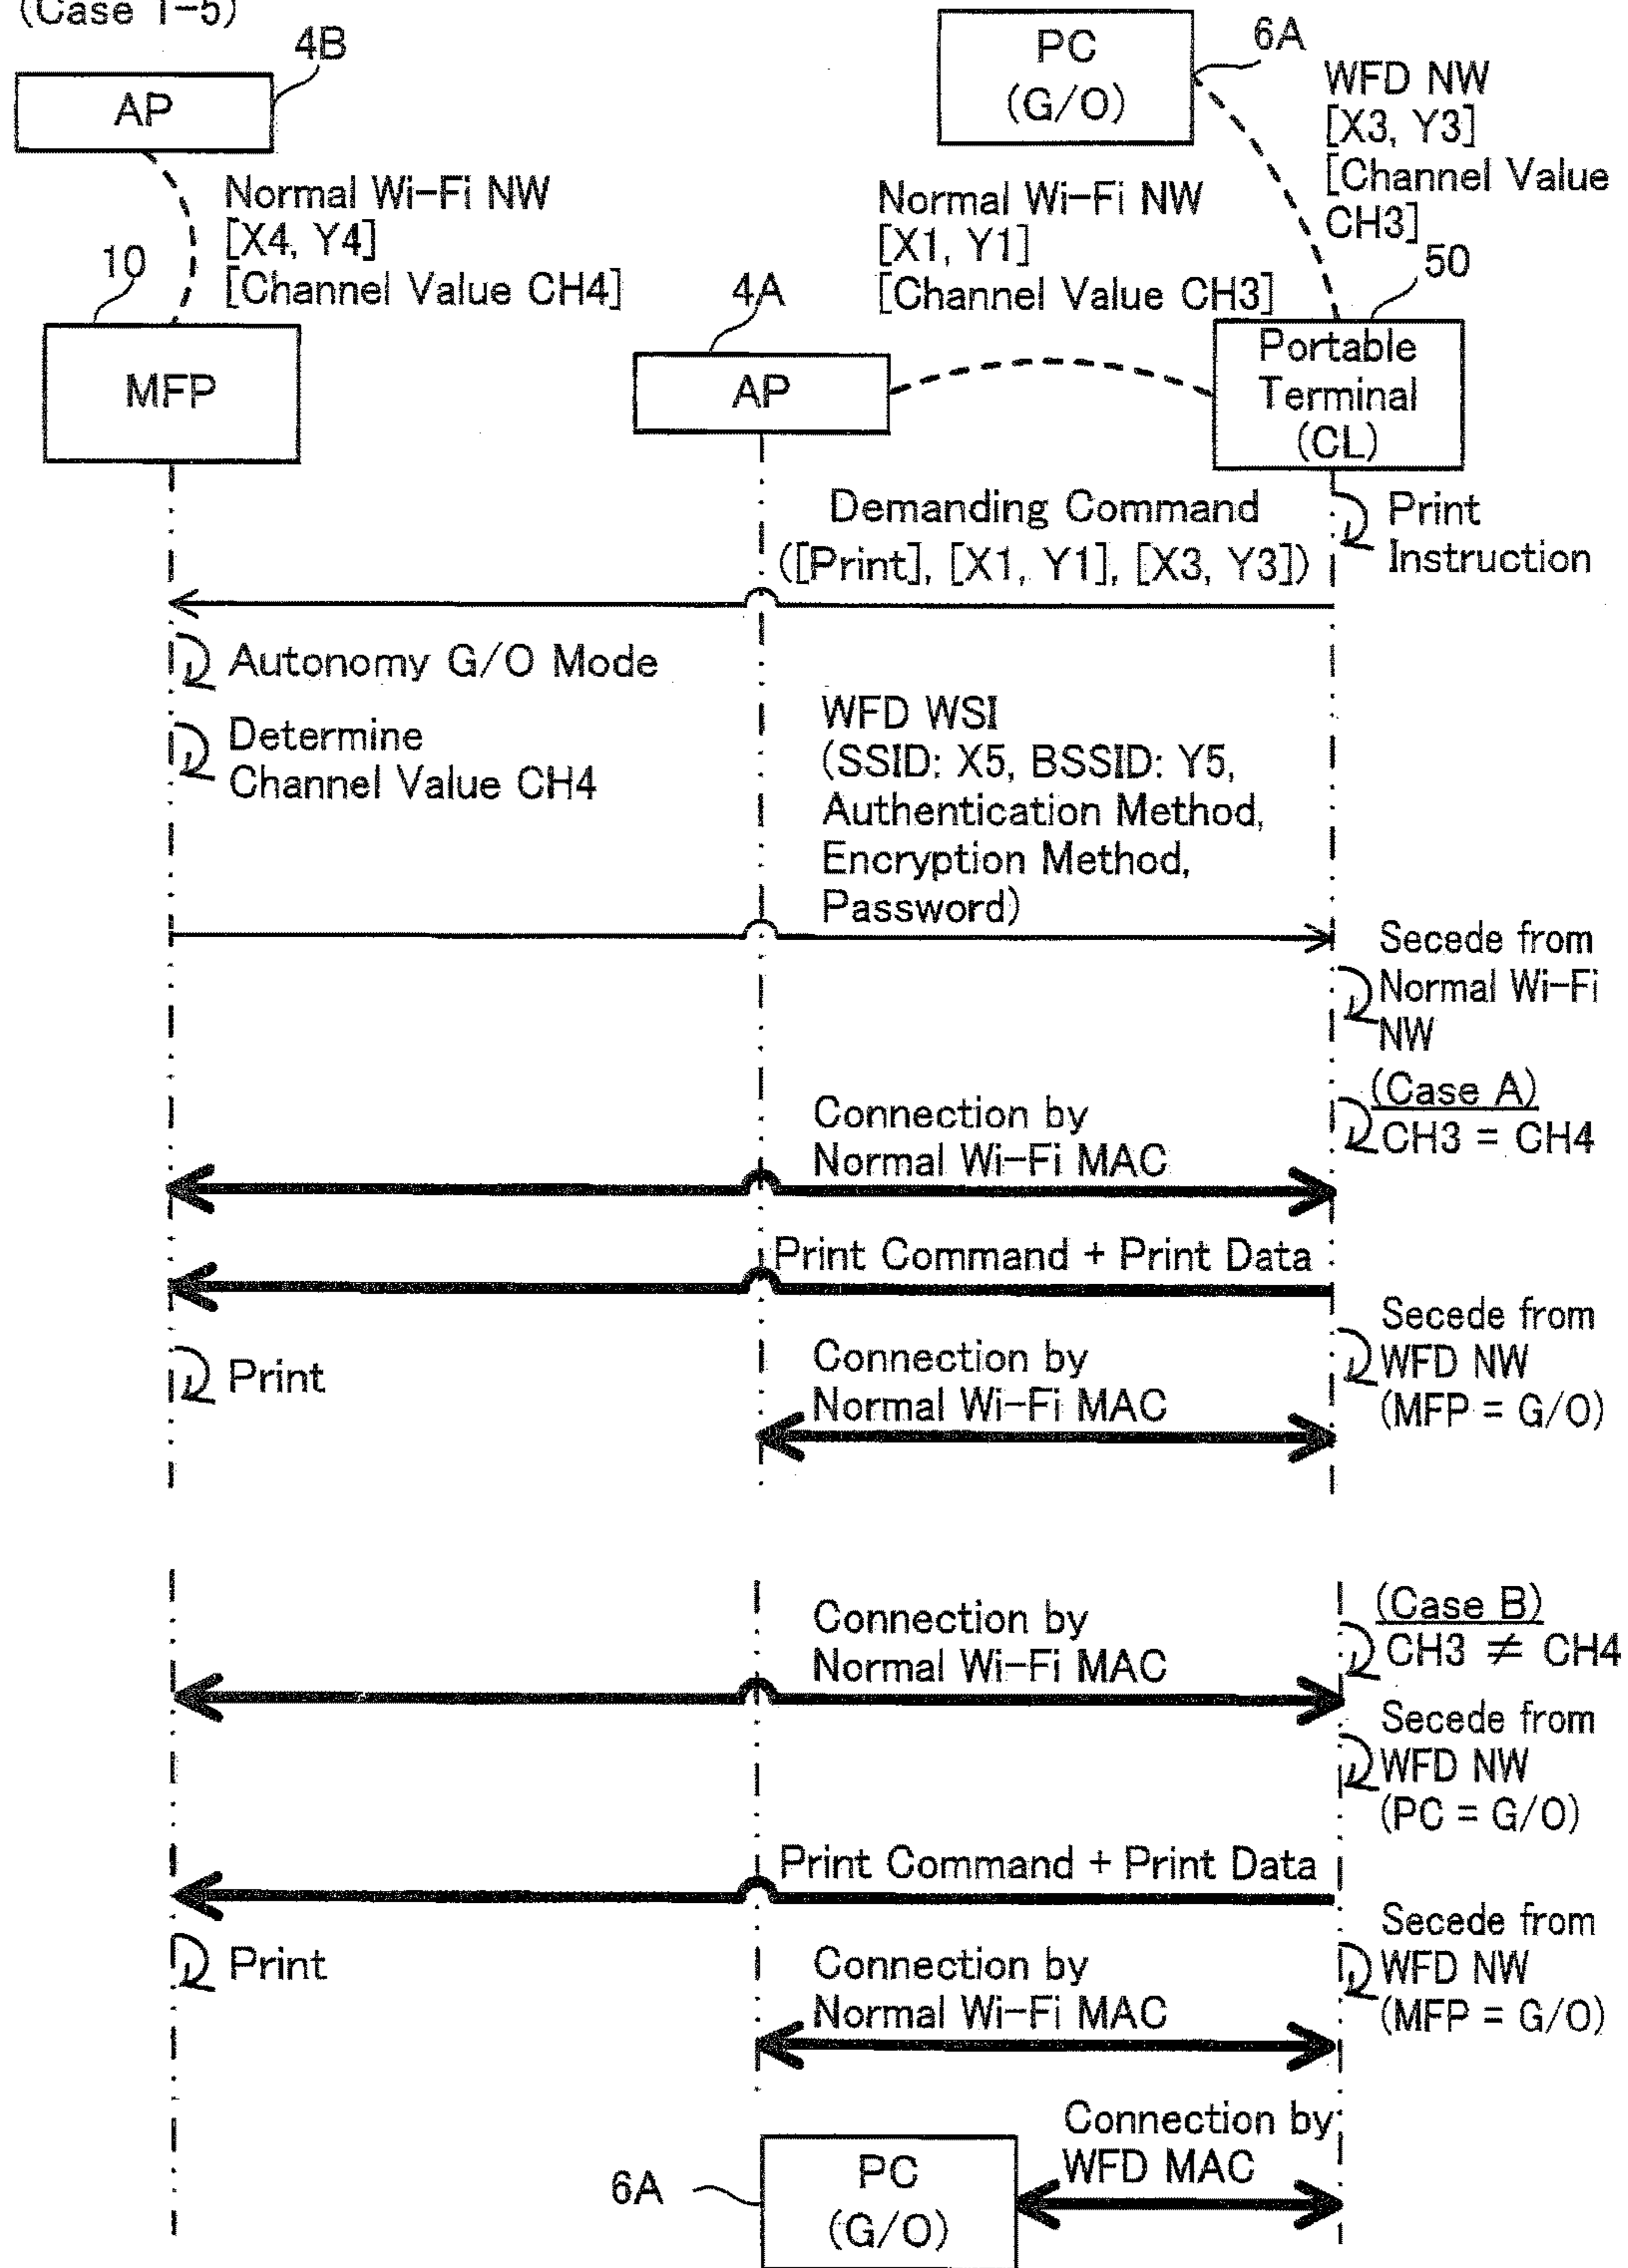 (Case 1-5)
4B
AP
PC
(G/O)
6A
WFD NW
[X3, Y3]
[Channel Value
CH3]
Normal Wi-Fi NW
[X4, Y4]
[Channel Value CH4]
Normal Wi-Fi NW
[X1, Y1]
[Channel Value CH3]
10
MFP
4A
AP
50
Portable
Terminal
(CL)
Demanding Command
([Print], [X1, Y1], [X3, Y3])
Print
Instruction
Autonomy G/O Mode
Determine
Channel Value CH4
WFD WSI
(SSID: X5, BSSID: Y5,
Authentication Method,
Encryption Method,
Password)
Secede from
Normal Wi-Fi
NW
(Case A)
CH3 = CH4
Connection by
Normal Wi-Fi MAC
Print Command + Print Data
Secede from
WFD NW
(MFP = G/O)
Print
Connection by
Normal Wi-Fi MAC
(Case B)
CH3 ≠ CH4
Connection by
Normal Wi-Fi MAC
Secede from
WFD NW
(PC = G/O)
Print Command + Print Data
Secede from
WFD NW
(MFP = G/O)
Print
Connection by
Normal Wi-Fi MAC
Connection by
WFD MAC
6A
PC
(G/O)